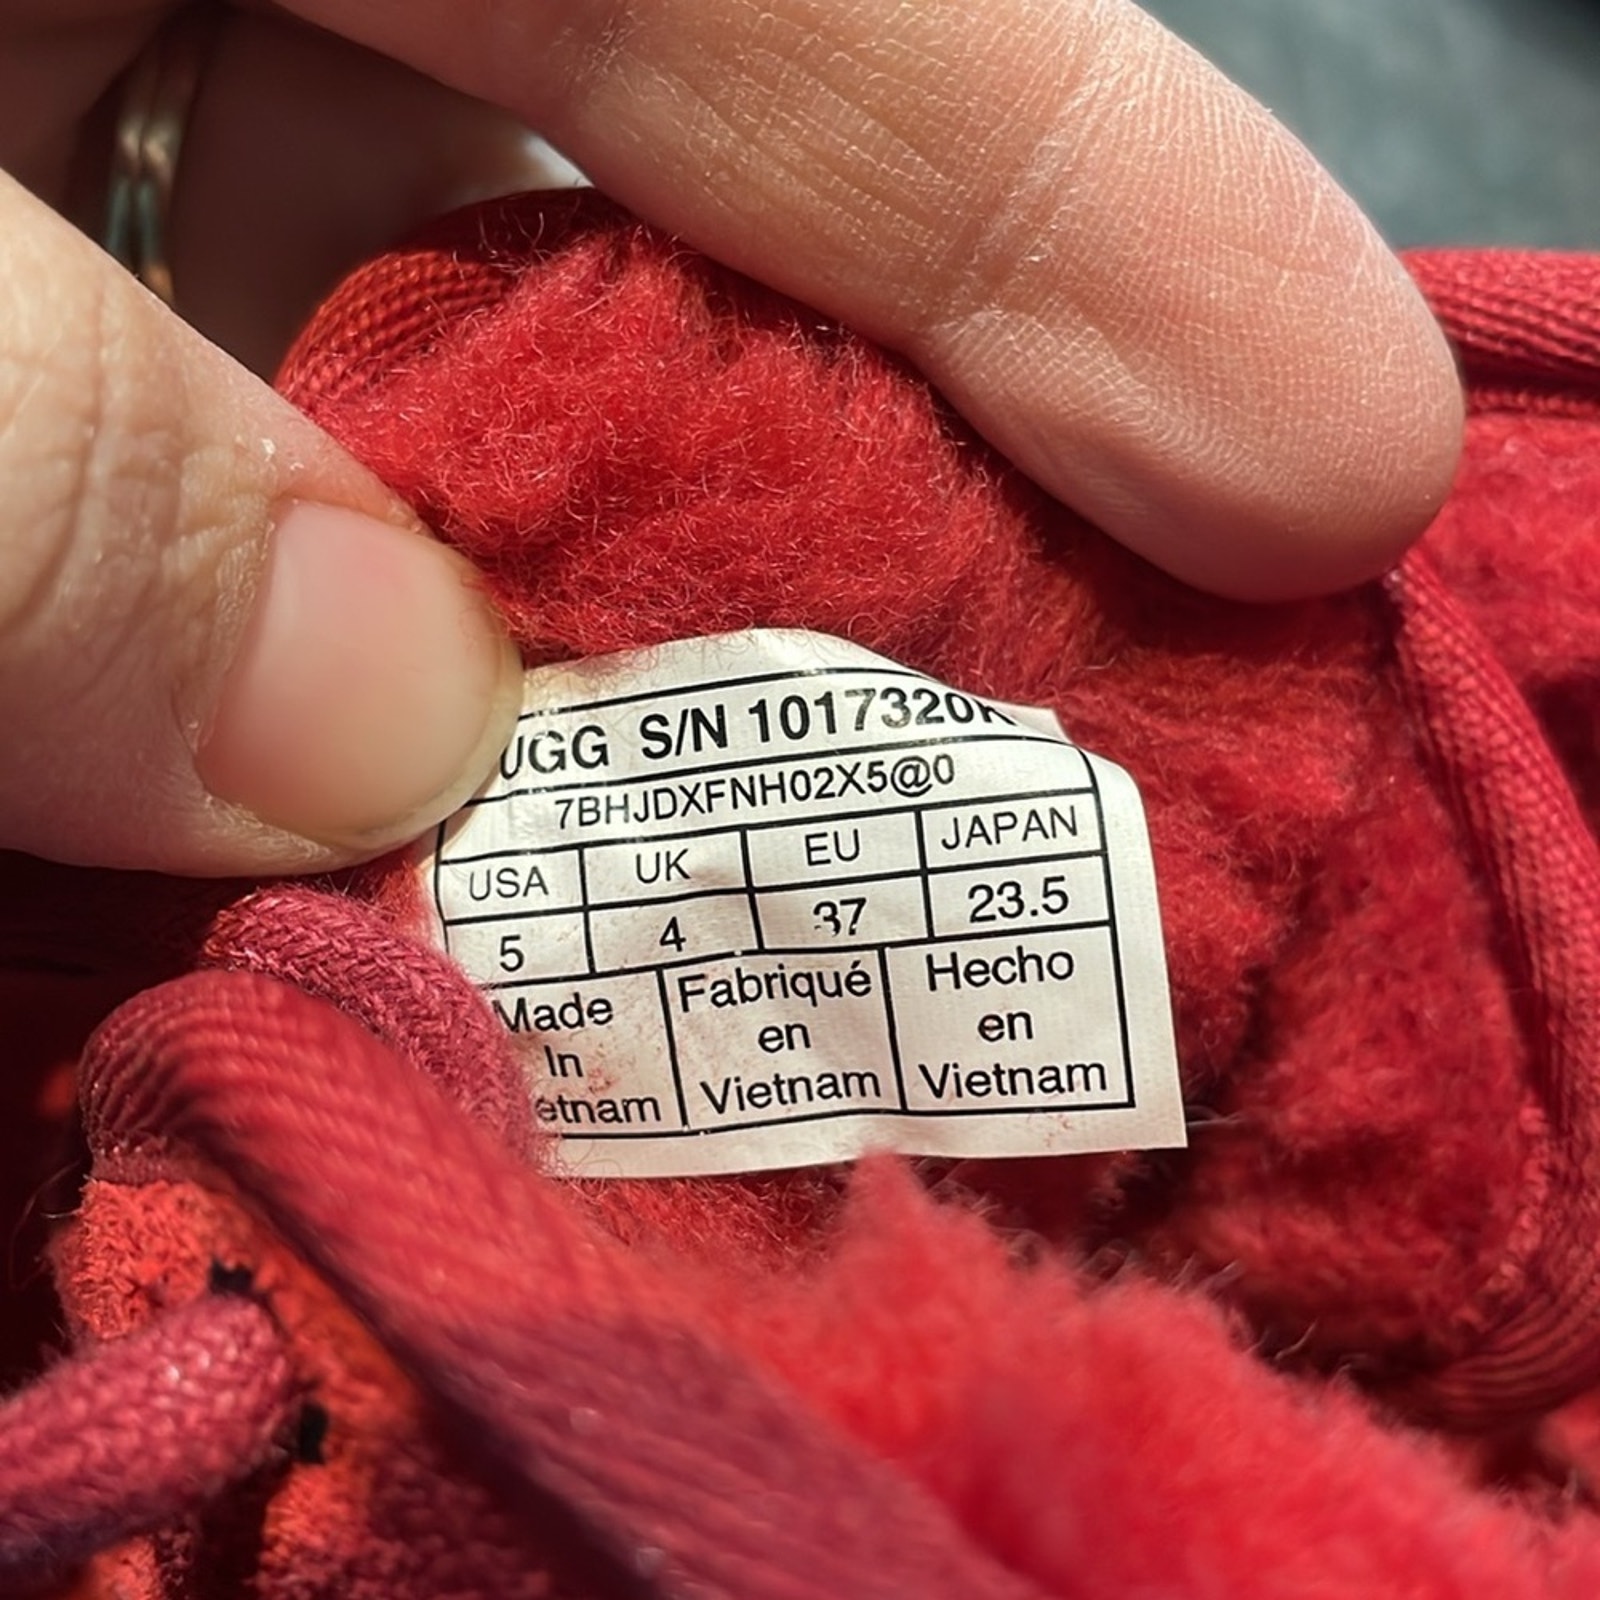 UGG S/N 1017320K
7BHJDXFNH02X5@0
USA UK EU JAPAN
5 4 37 23.5
Made In etnam
Fabriqué en Vietnam
Hecho en Vietnam